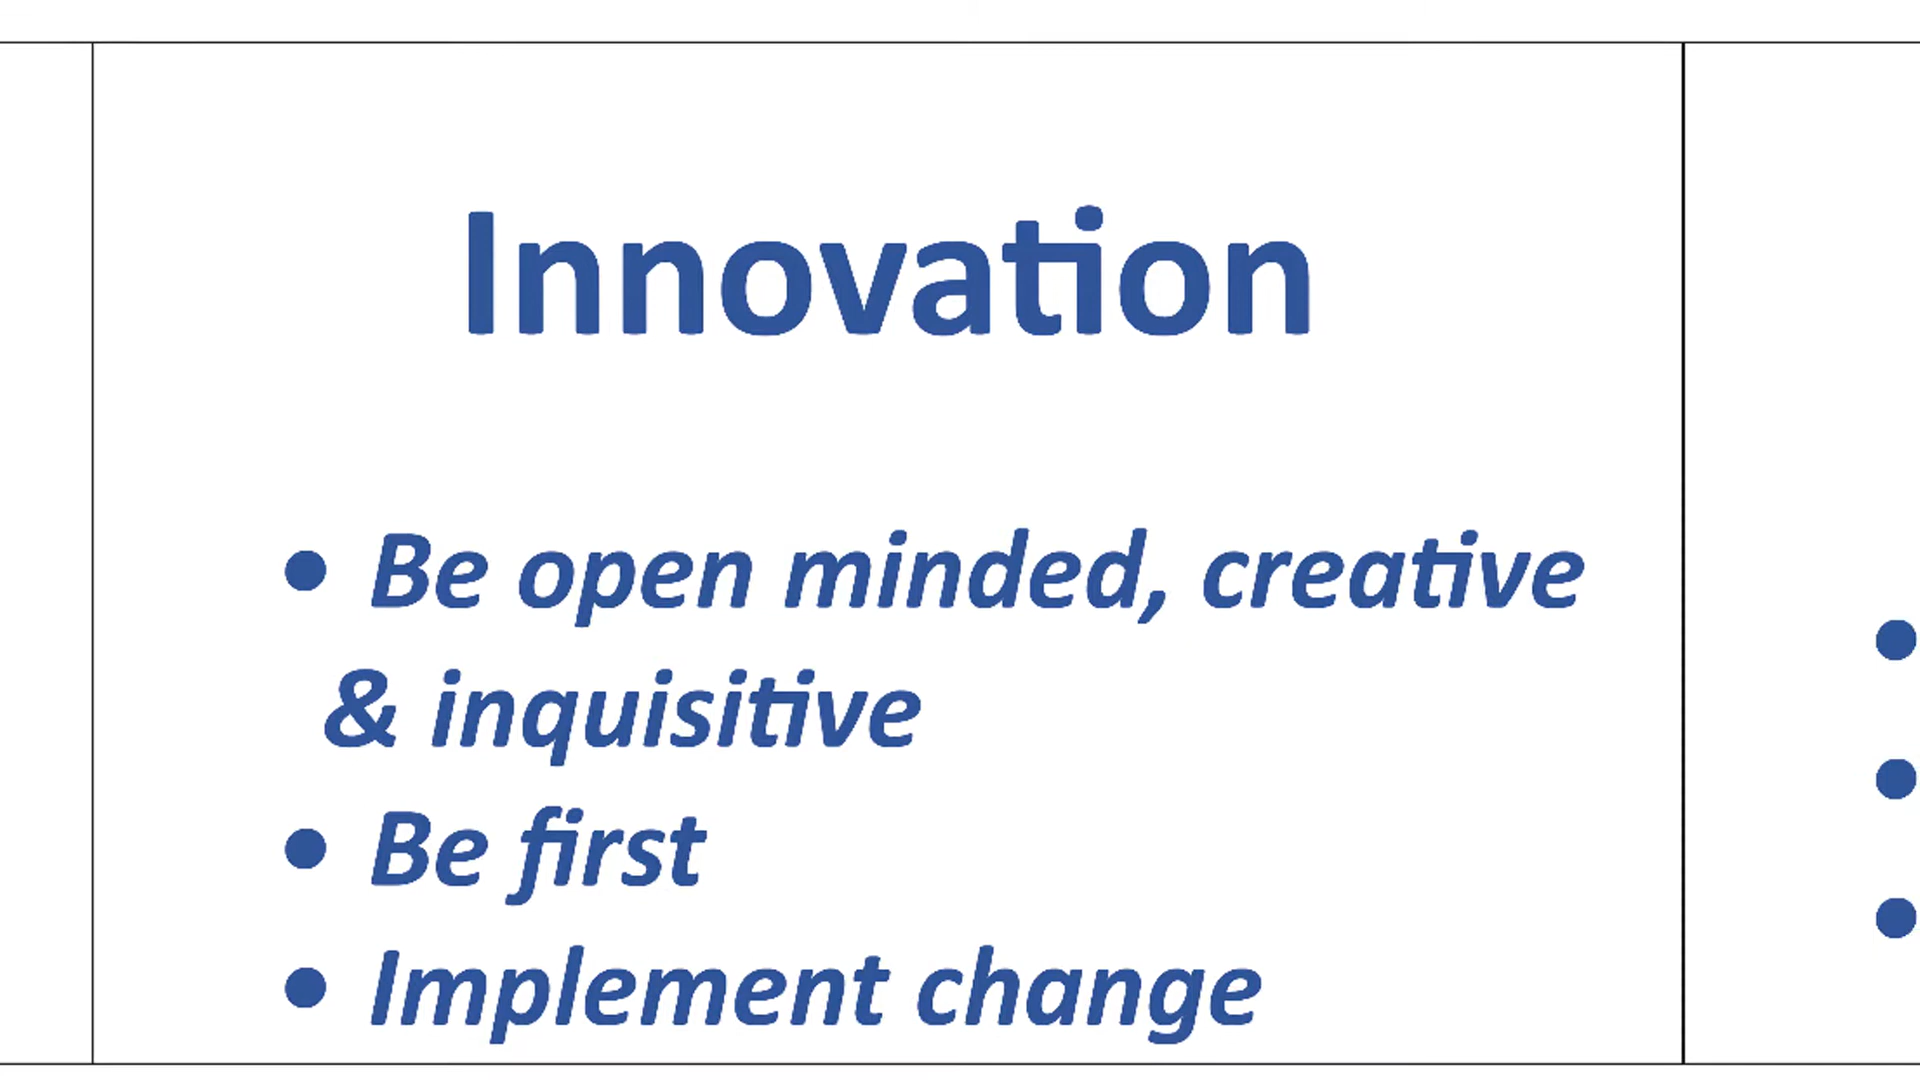 Innovation
• Be open minded, creative
& inquisitive
• Be first
• Implement change